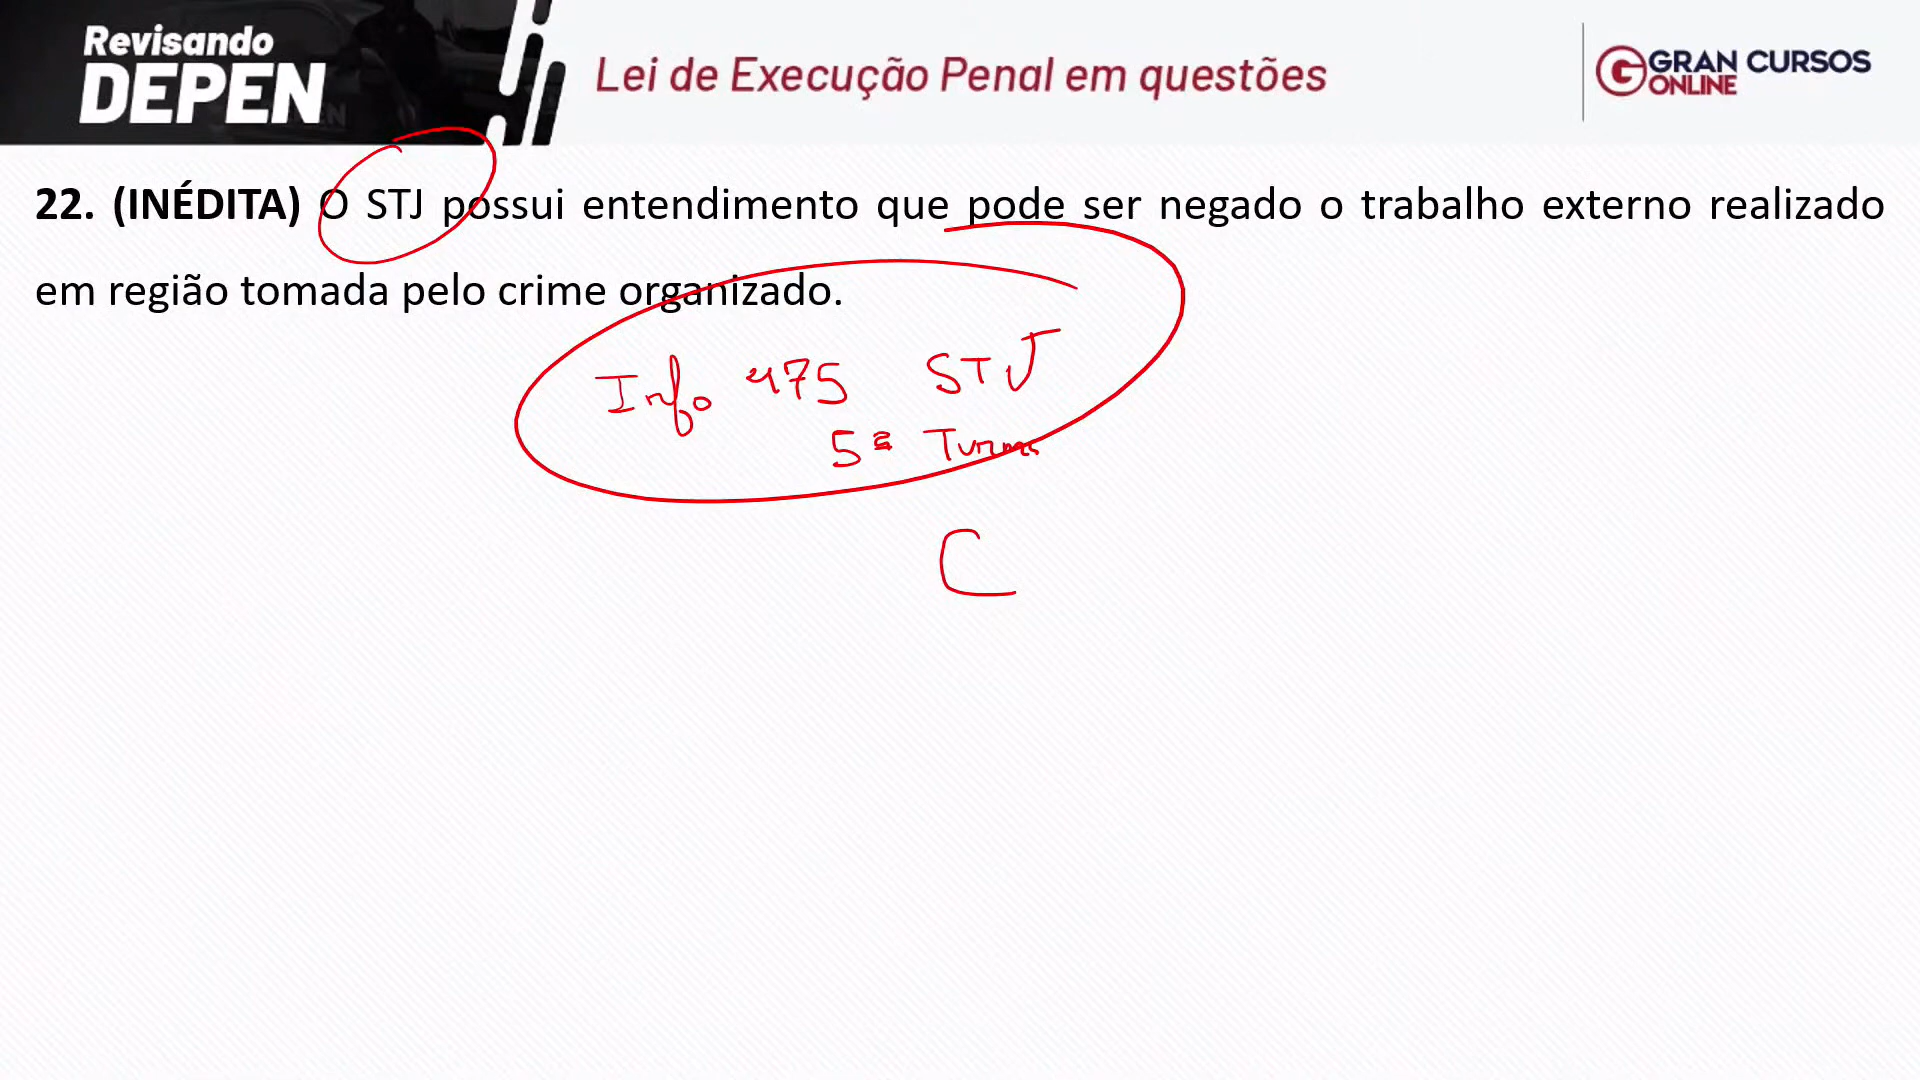 Revisando
DEPEN
Lei de Execução Penal em questões
GRAN CURSOS
ONLINE
22. (INÉDITA) O STJ possui entendimento que pode ser negado o trabalho externo realizado
em região tomada pelo crime organizado.
Info 475 STJ
5ª Turma
C